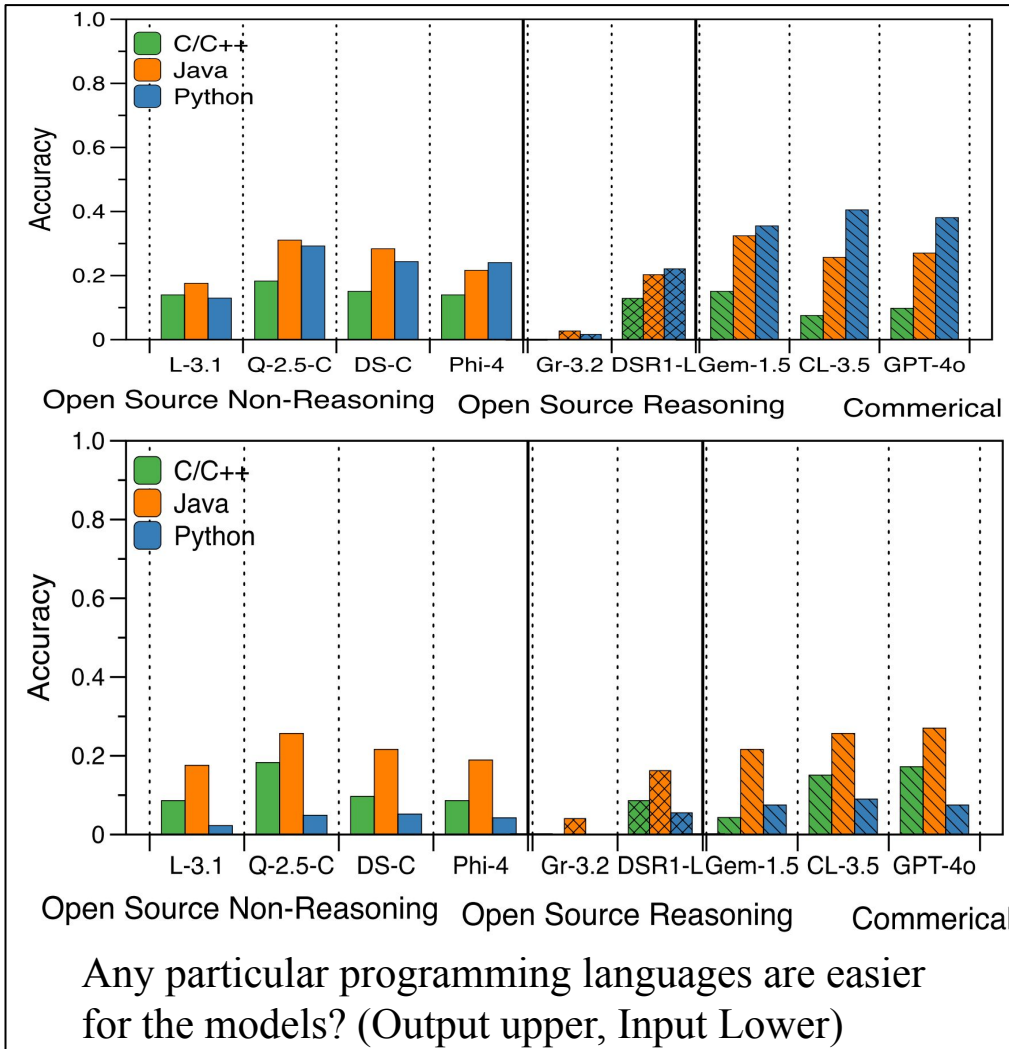 1.0
C/C++
Java
Python
0.8
0.6
0.4
0.2
0
Accuracy
L-3.1 Q-2.5-C DS-C Phi-4 Gr-3.2 DSR1-L Gem-1.5 CL-3.5 GPT-4o
Open Source Non-Reasoning Open Source Reasoning Commerical
1.0
C/C++
Java
Python
0.8
0.6
0.4
0.2
0
Accuracy
L-3.1 Q-2.5-C DS-C Phi-4 Gr-3.2 DSR1-L Gem-1.5 CL-3.5 GPT-4o
Open Source Non-Reasoning Open Source Reasoning Commerical
Any particular programming languages are easier
for the models? (Output upper, Input Lower)